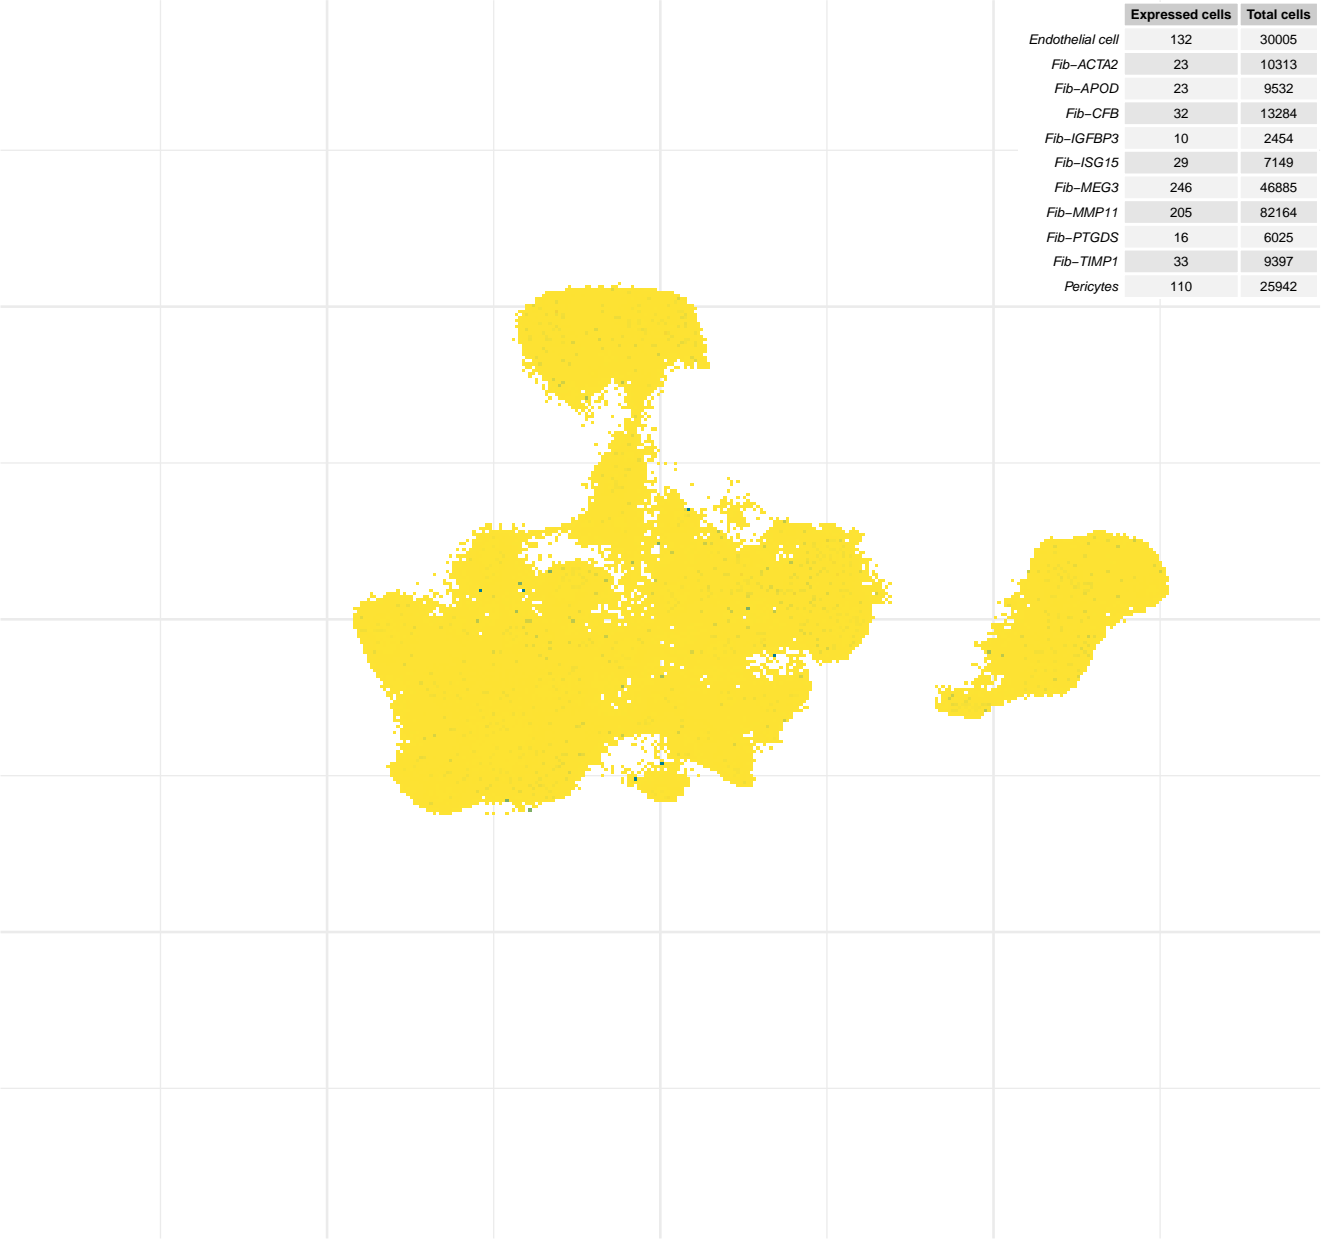 Expressed cells Total cells
Endothelial cell 132 30005
Fib−ACTA2 23 10313
Fib−APOD 23 9532
Fib−CFB 32 13284
Fib−IGFBP3 10 2454
Fib−ISG15 29 7149
Fib−MEG3 246 46885
Fib−MMP11 205 82164
Fib−PTGDS 16 6025
Fib−TIMP1 33 9397
Pericytes 110 25942